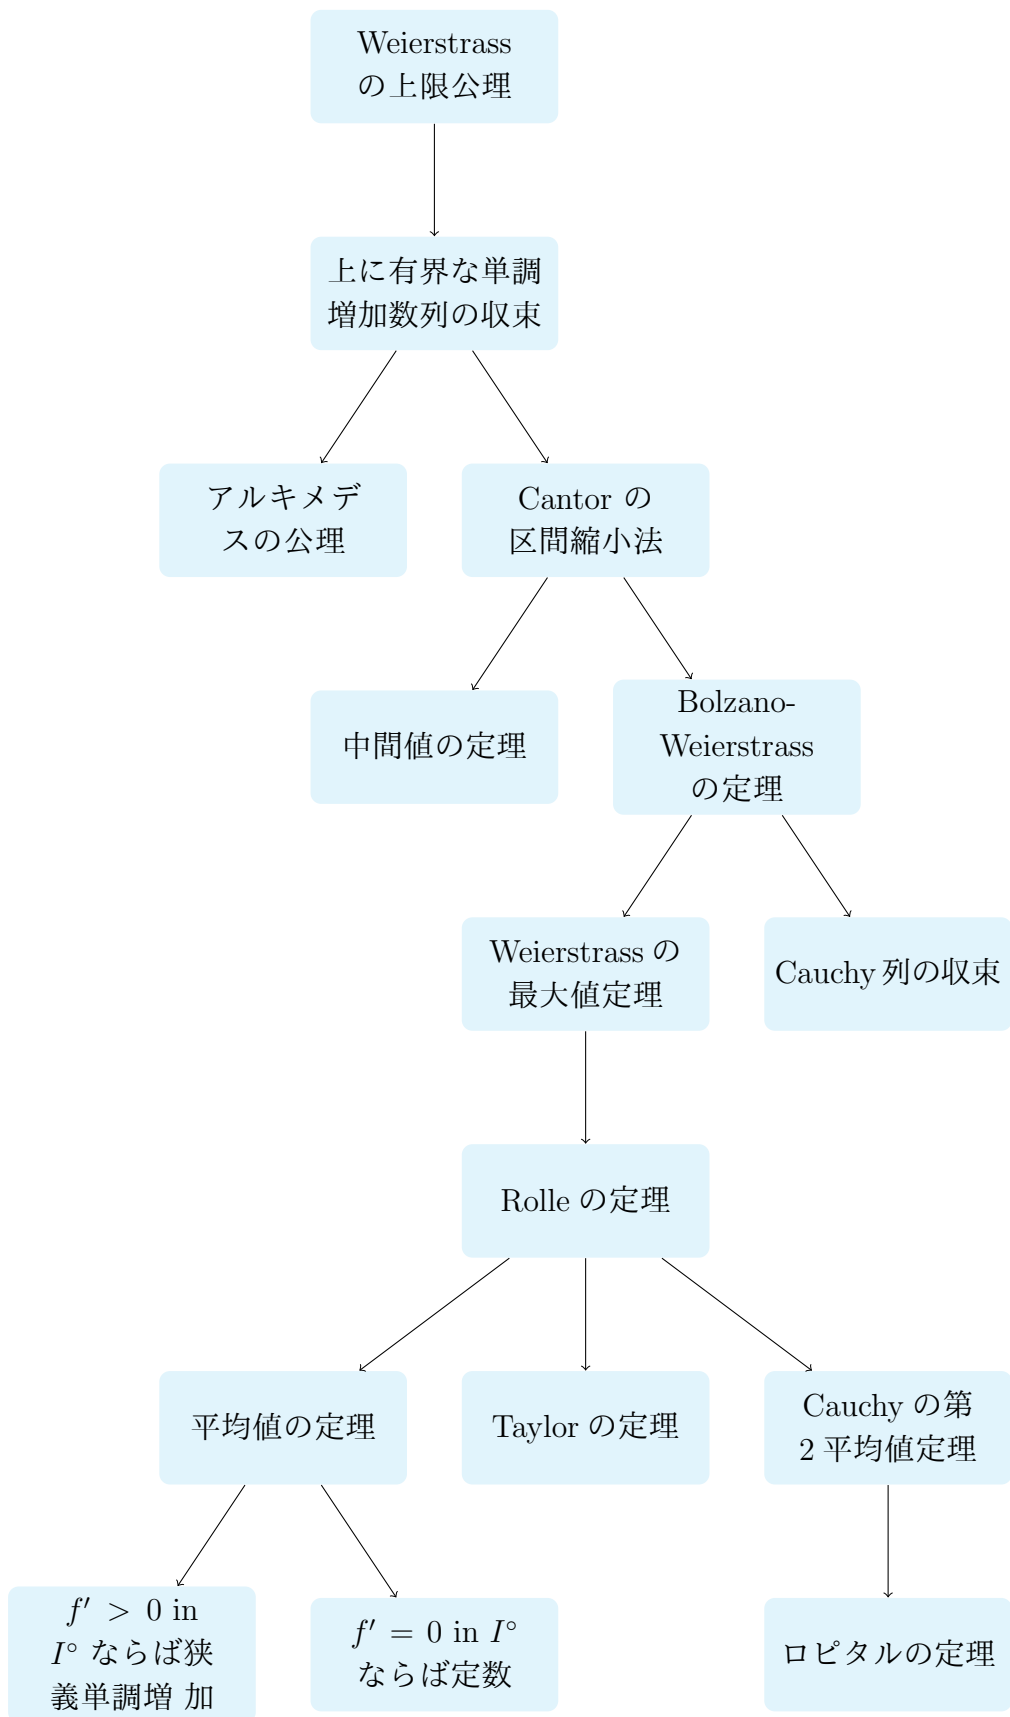 Weierstrass
の上限公理
上に有界な単調
増加数列の収束
アルキメデ
スの公理
Cantor の
区間縮小法
中間値の定理
Bolzano-
Weierstrass
の定理
Weierstrass の
最大値定理
Cauchy 列の収束
Rolle の定理
平均値の定理
Taylor の定理
Cauchy の第
2 平均値定理
f′ > 0 in
I° ならば狭
義単調増 加
f′ = 0 in I°
ならば定数
ロピタルの定理